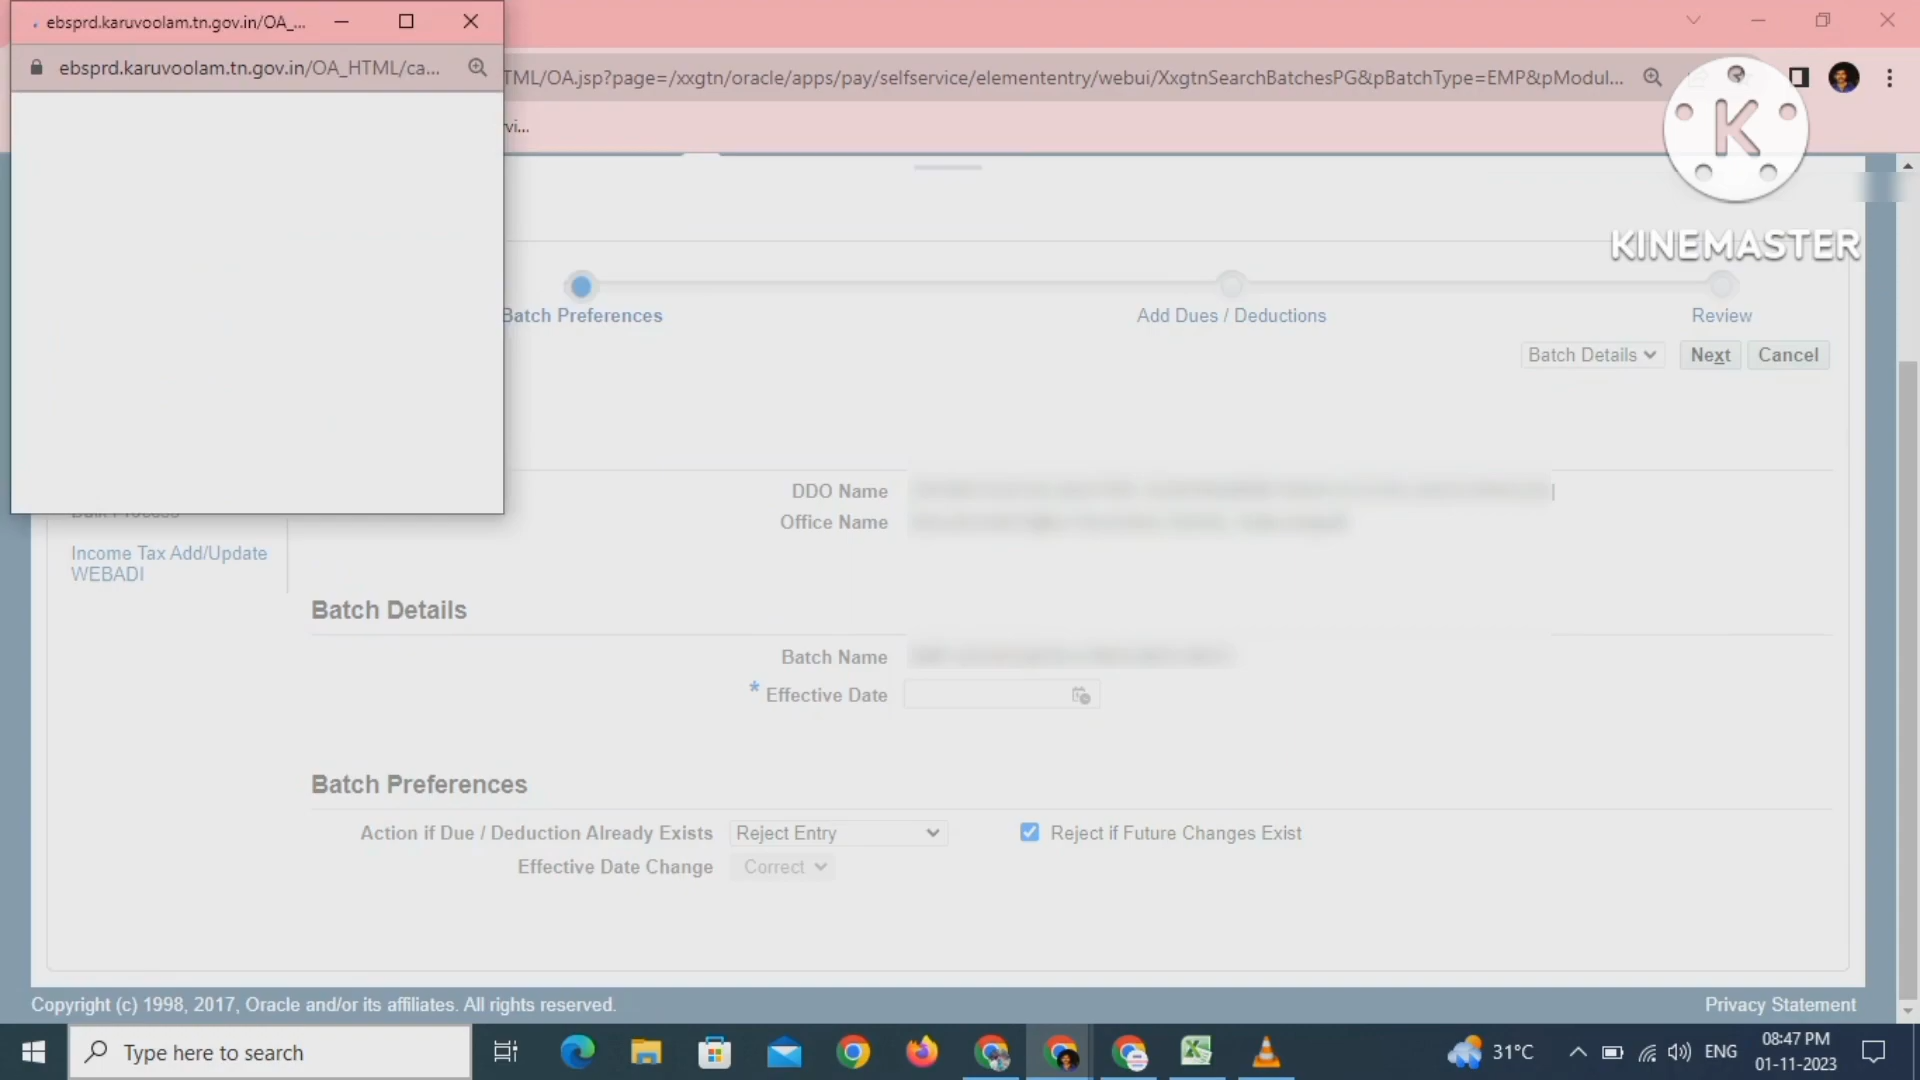 ebsprd.karuvoolam.tn.gov.in/OA_...
ebsprd.karuvoolam.tn.gov.in/OA_HTML/ca...
TML/OA.jsp?page=/xxgtn/oracle/apps/pay/selfservice/elemententry/webui/XxgtnSearchBatchesPG&pBatchType=EMP&pModul...
vi...
K
KINEMASTER
Batch Preferences
Add Dues / Deductions
Review
Batch Details
Next
Cancel
DDO Name
Office Name
Income Tax Add/Update
WEBADI
Batch Details
Batch Name
* Effective Date
Batch Preferences
Action if Due / Deduction Already Exists
Reject Entry
Reject if Future Changes Exist
Effective Date Change
Correct
Copyright (c) 1998, 2017, Oracle and/or its affiliates. All rights reserved.
Privacy Statement
Type here to search
31°C
ENG
08:47 PM
01-11-2023